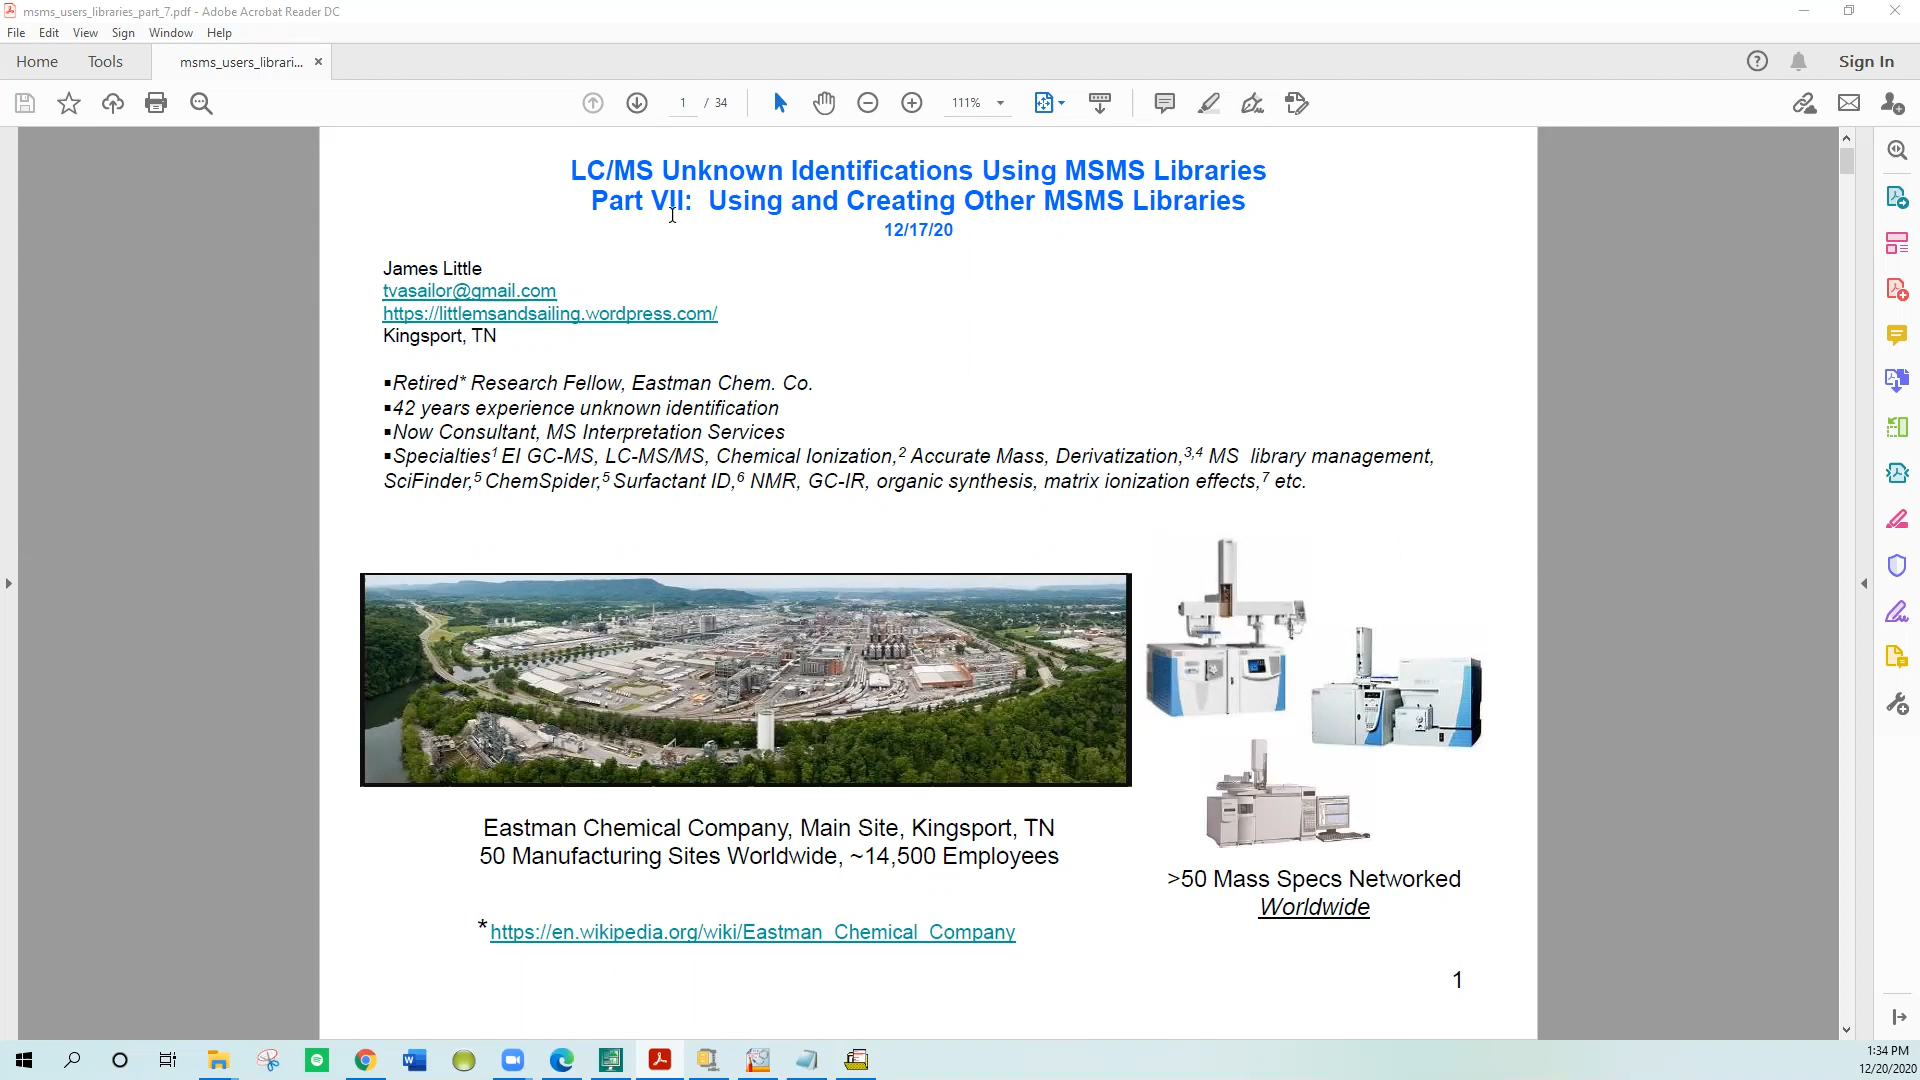 msms_users_libraries_part_7.pdf - Adobe Acrobat Reader DC
File Edit View Sign Window Help
Home Tools msms_users_librari... ×
Sign In
1 / 34 111%
LC/MS Unknown Identifications Using MSMS Libraries
Part VII: Using and Creating Other MSMS Libraries
12/17/20
James Little
tvasailor@gmail.com
https://littlemsandsailing.wordpress.com/
Kingsport, TN
▪Retired* Research Fellow, Eastman Chem. Co.
▪42 years experience unknown identification
▪Now Consultant, MS Interpretation Services
▪Specialties¹ EI GC-MS, LC-MS/MS, Chemical Ionization,² Accurate Mass, Derivatization,³,⁴ MS library management,
SciFinder,⁵ ChemSpider,⁵ Surfactant ID,⁶ NMR, GC-IR, organic synthesis, matrix ionization effects,⁷ etc.
Eastman Chemical Company, Main Site, Kingsport, TN
50 Manufacturing Sites Worldwide, ~14,500 Employees
>50 Mass Specs Networked
Worldwide
*https://en.wikipedia.org/wiki/Eastman_Chemical_Company
1
1:34 PM
12/20/2020